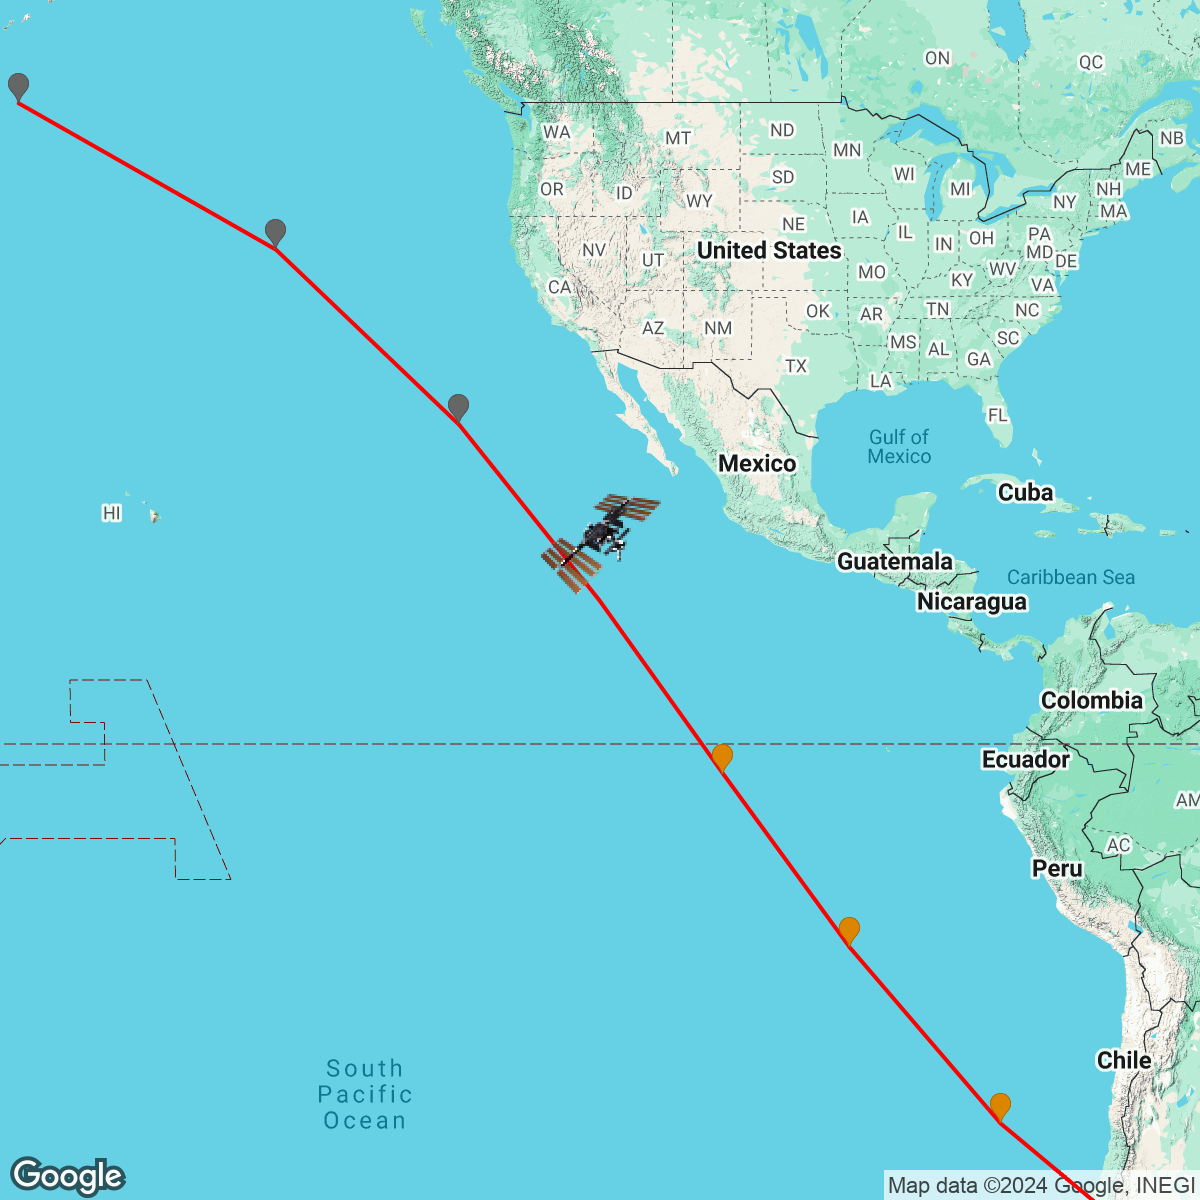 ON
QC
WA
MT
ND
MN
NB
ME
OR
ID
SD
WI
MI
NH
WY
NY
MA
NE
IA
IL
IN
OH
PA
NV
UT
United States
MD
DE
CA
MO
KY
WV
VA
AZ
NM
OK
AR
TN
NC
MS
AL
SC
GA
TX
LA
FL
Gulf of
Mexico
Mexico
HI
Cuba
Guatemala
Caribbean Sea
Nicaragua
Colombia
Ecuador
AM
AC
Peru
South
Pacific
Ocean
Chile
Google
Map data ©2024 Google, INEGI